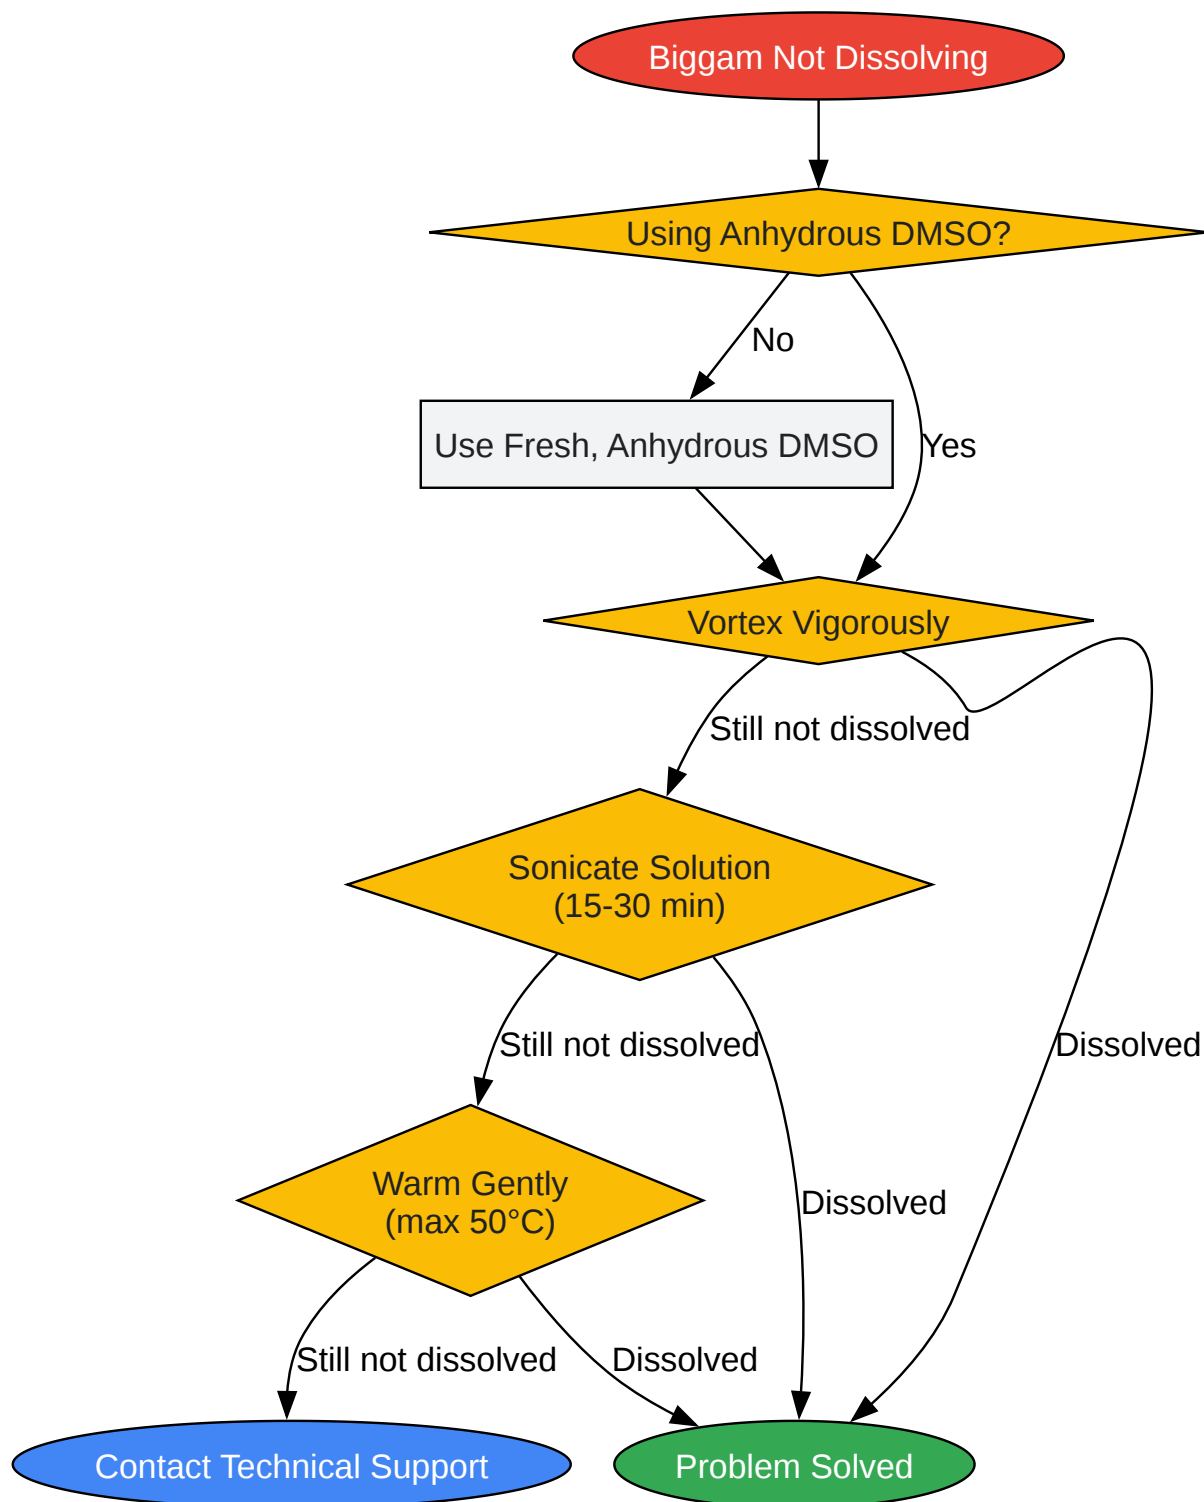 Biggam Not Dissolving
Using Anhydrous DMSO?
No
Use Fresh, Anhydrous DMSO
Yes
Vortex Vigorously
Still not dissolved
Sonicate Solution
(15-30 min)
Still not dissolved
Dissolved
Warm Gently
(max 50°C)
Dissolved
Still not dissolved
Dissolved
Contact Technical Support
Problem Solved